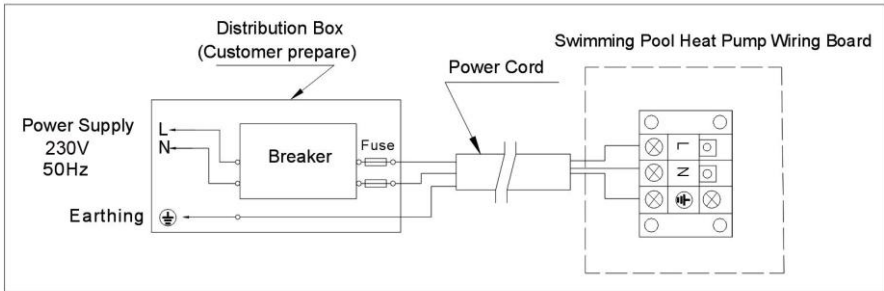 Distribution Box
(Customer prepare)
Swimming Pool Heat Pump Wiring Board
Power Cord
Power Supply
230V
50Hz
L
N
Breaker
Fuse
Earthing
L
N